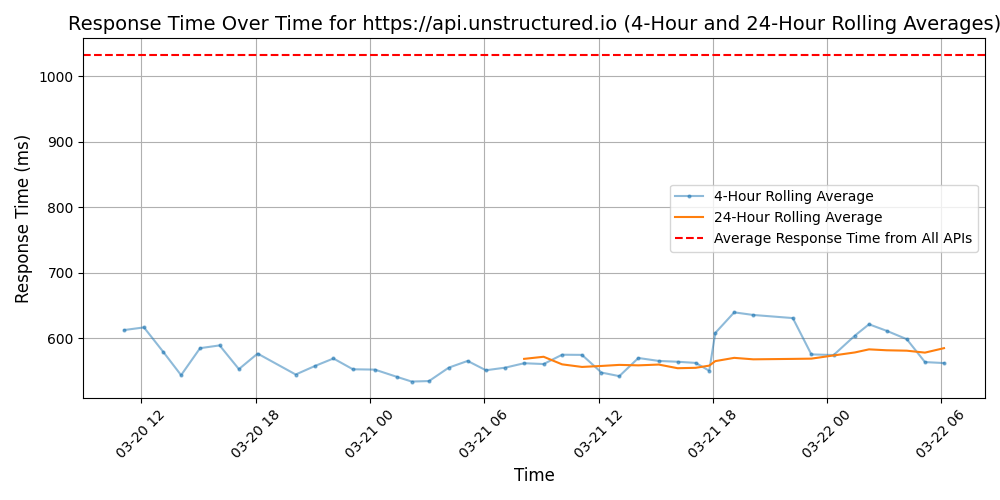 Response Time Over Time for https://api.unstructured.io (4-Hour and 24-Hour Rolling Averages)
Response Time (ms)
1000
900
800
700
600
4-Hour Rolling Average
24-Hour Rolling Average
Average Response Time from All APIs
03-20 12
03-20 18
03-21 00
03-21 06
03-21 12
03-21 18
03-22 00
03-22 06
Time